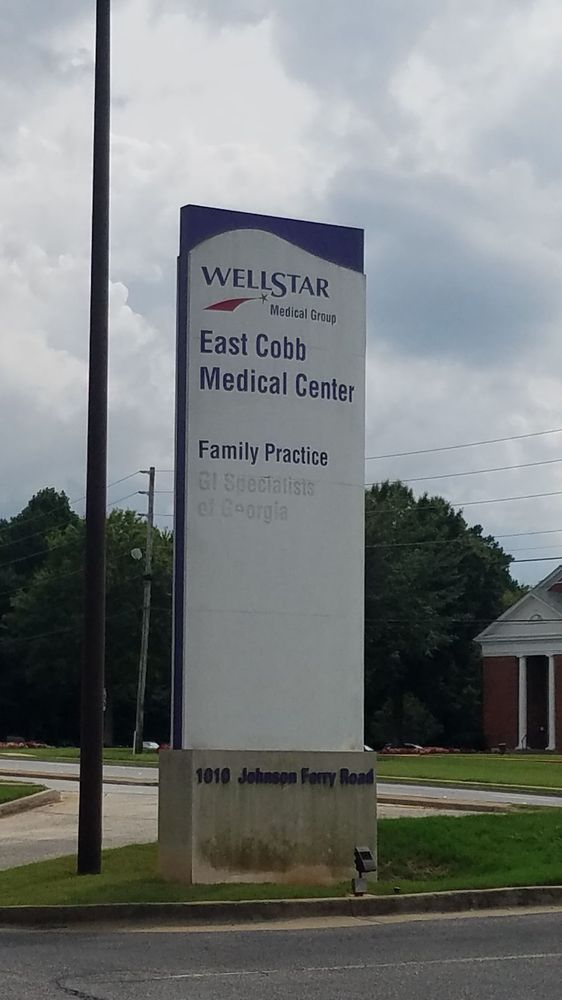 WELLSTAR
Medical Group
East Cobb
Medical Center
Family Practice
GI Specialists
of Georgia
1010 Johnson Ferry Road